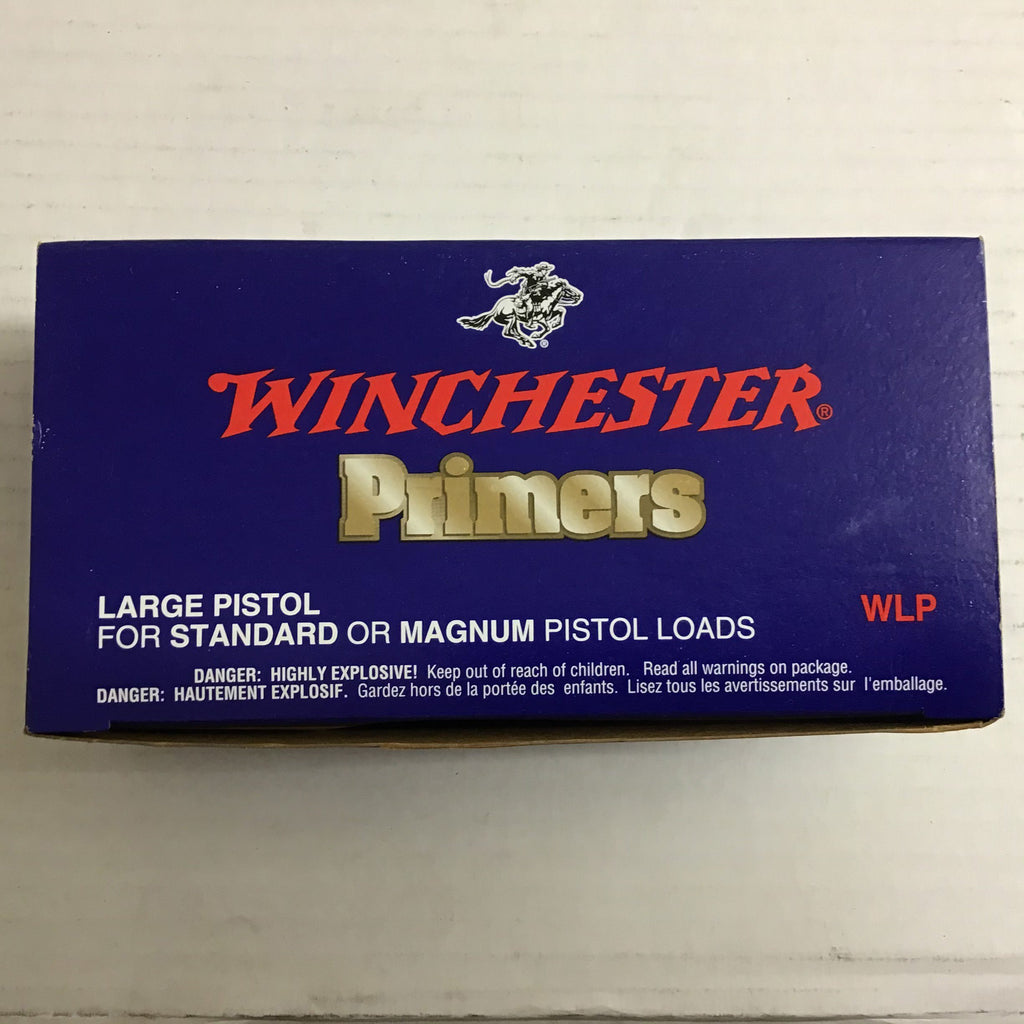 WINCHESTER®
Primers
LARGE PISTOL
FOR STANDARD OR MAGNUM PISTOL LOADS
WLP
DANGER: HIGHLY EXPLOSIVE! Keep out of reach of children. Read all warnings on package.
DANGER: HAUTEMENT EXPLOSIF. Gardez hors de la portée des enfants. Lisez tous les avertissements sur l'emballage.